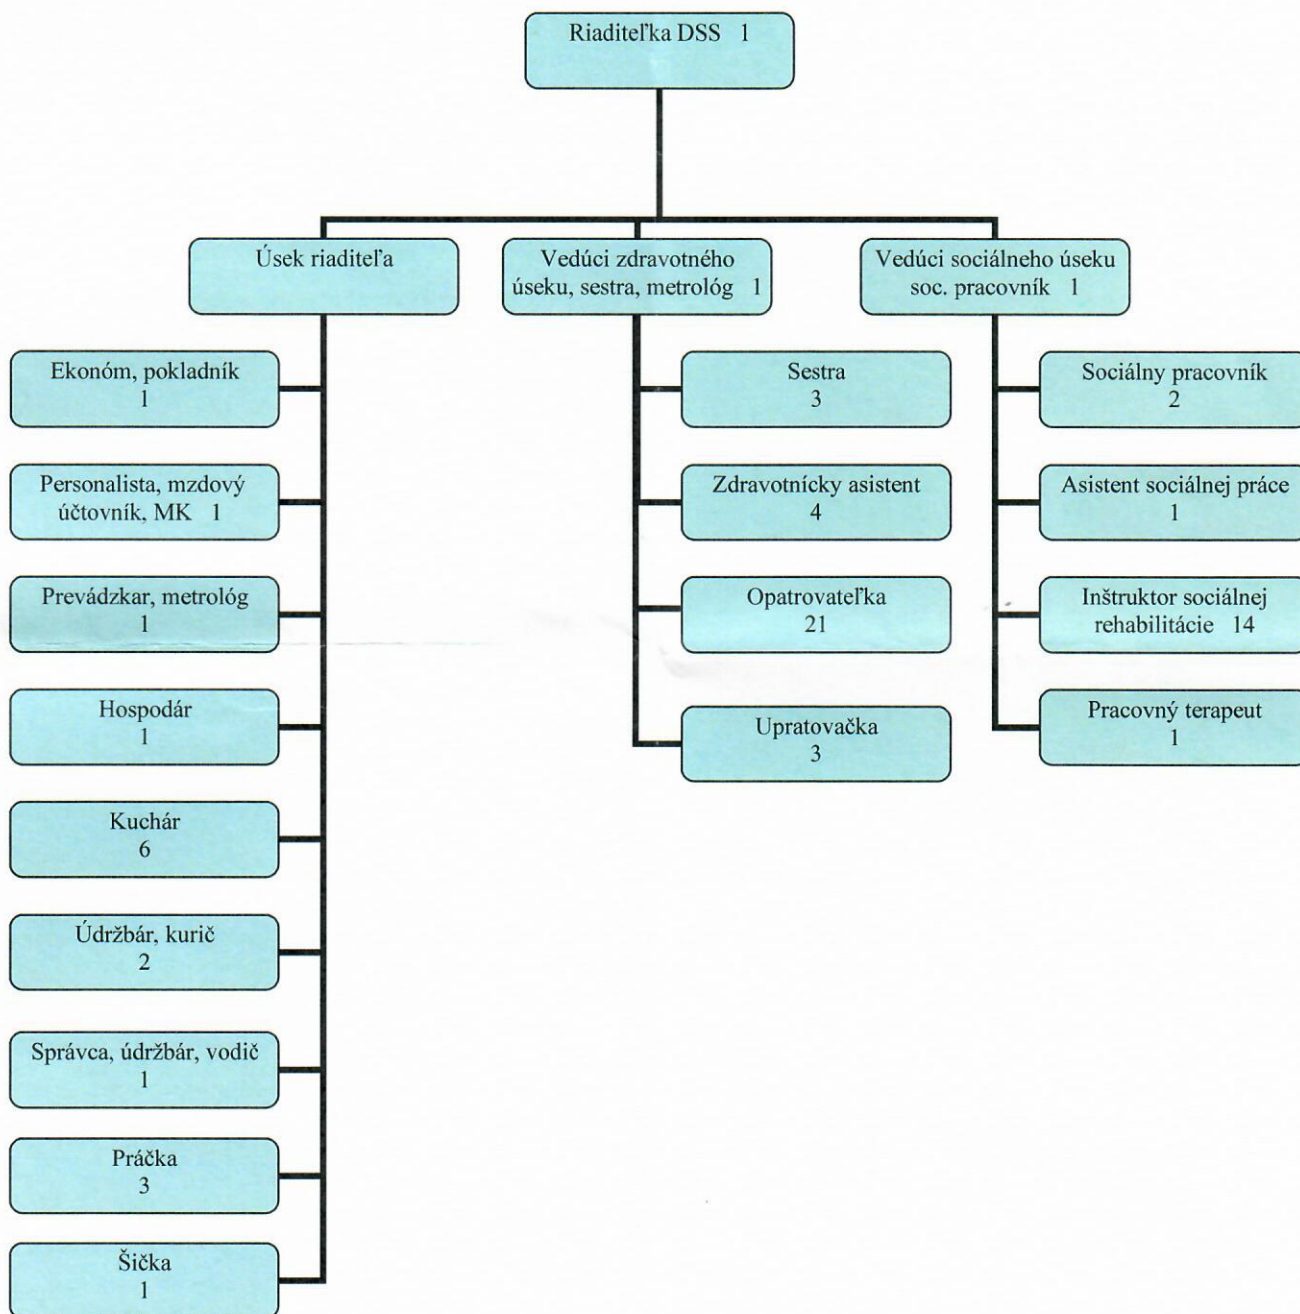 Riaditeľka DSS 1
Úsek riaditeľa
Vedúci zdravotného
úseku, sestra, metrológ 1
Vedúci sociálneho úseku
soc. pracovník 1
Ekonóm, pokladník
1
Personalista, mzdový
účtovník, MK 1
Prevádzkar, metrológ
1
Hospodár
1
Kuchár
6
Údržbár, kurič
2
Správca, údržbár, vodič
1
Práčka
3
Šička
1
Sestra
3
Zdravotnícky asistent
4
Opatrovateľka
21
Upratovačka
3
Sociálny pracovník
2
Asistent sociálnej práce
1
Inštruktor sociálnej
rehabilitácie 14
Pracovný terapeut
1